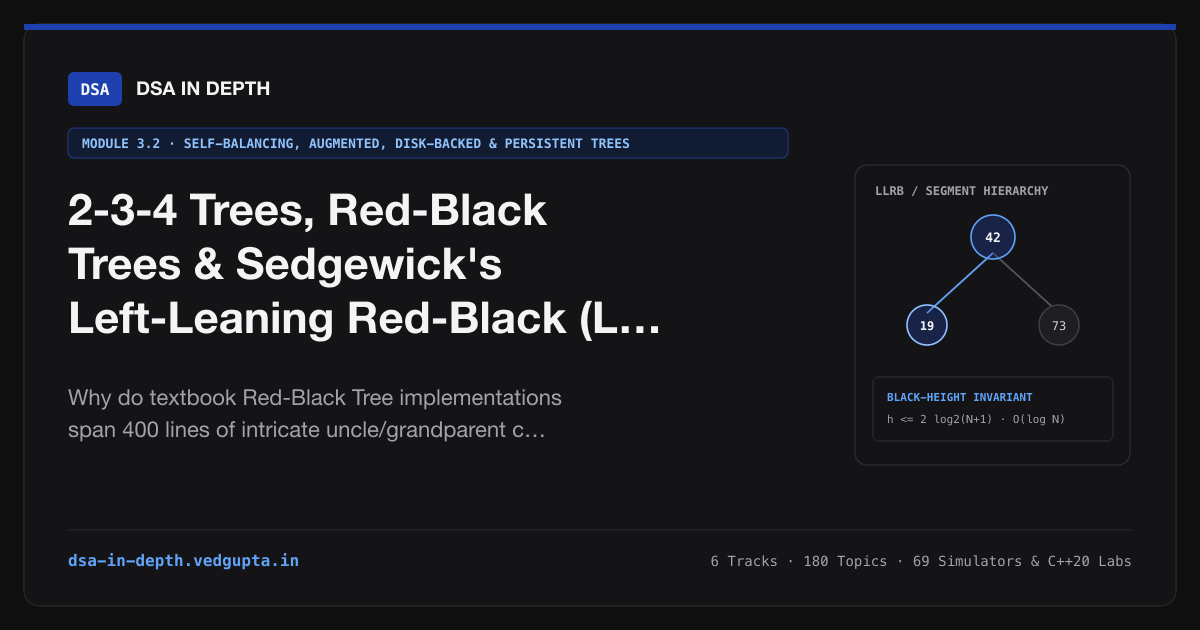 DSA
DSA IN DEPTH
MODULE 3.2 · SELF-BALANCING, AUGMENTED, DISK-BACKED & PERSISTENT TREES
2-3-4 Trees, Red-Black
Trees & Sedgewick's
Left-Leaning Red-Black (L...
Why do textbook Red-Black Tree implementations
span 400 lines of intricate uncle/grandparent c...
LLRB / SEGMENT HIERARCHY
42
19
73
BLACK-HEIGHT INVARIANT
h <= 2 log2(N+1) · O(log N)
dsa-in-depth.vedgupta.in
6 Tracks · 180 Topics · 69 Simulators & C++20 Labs